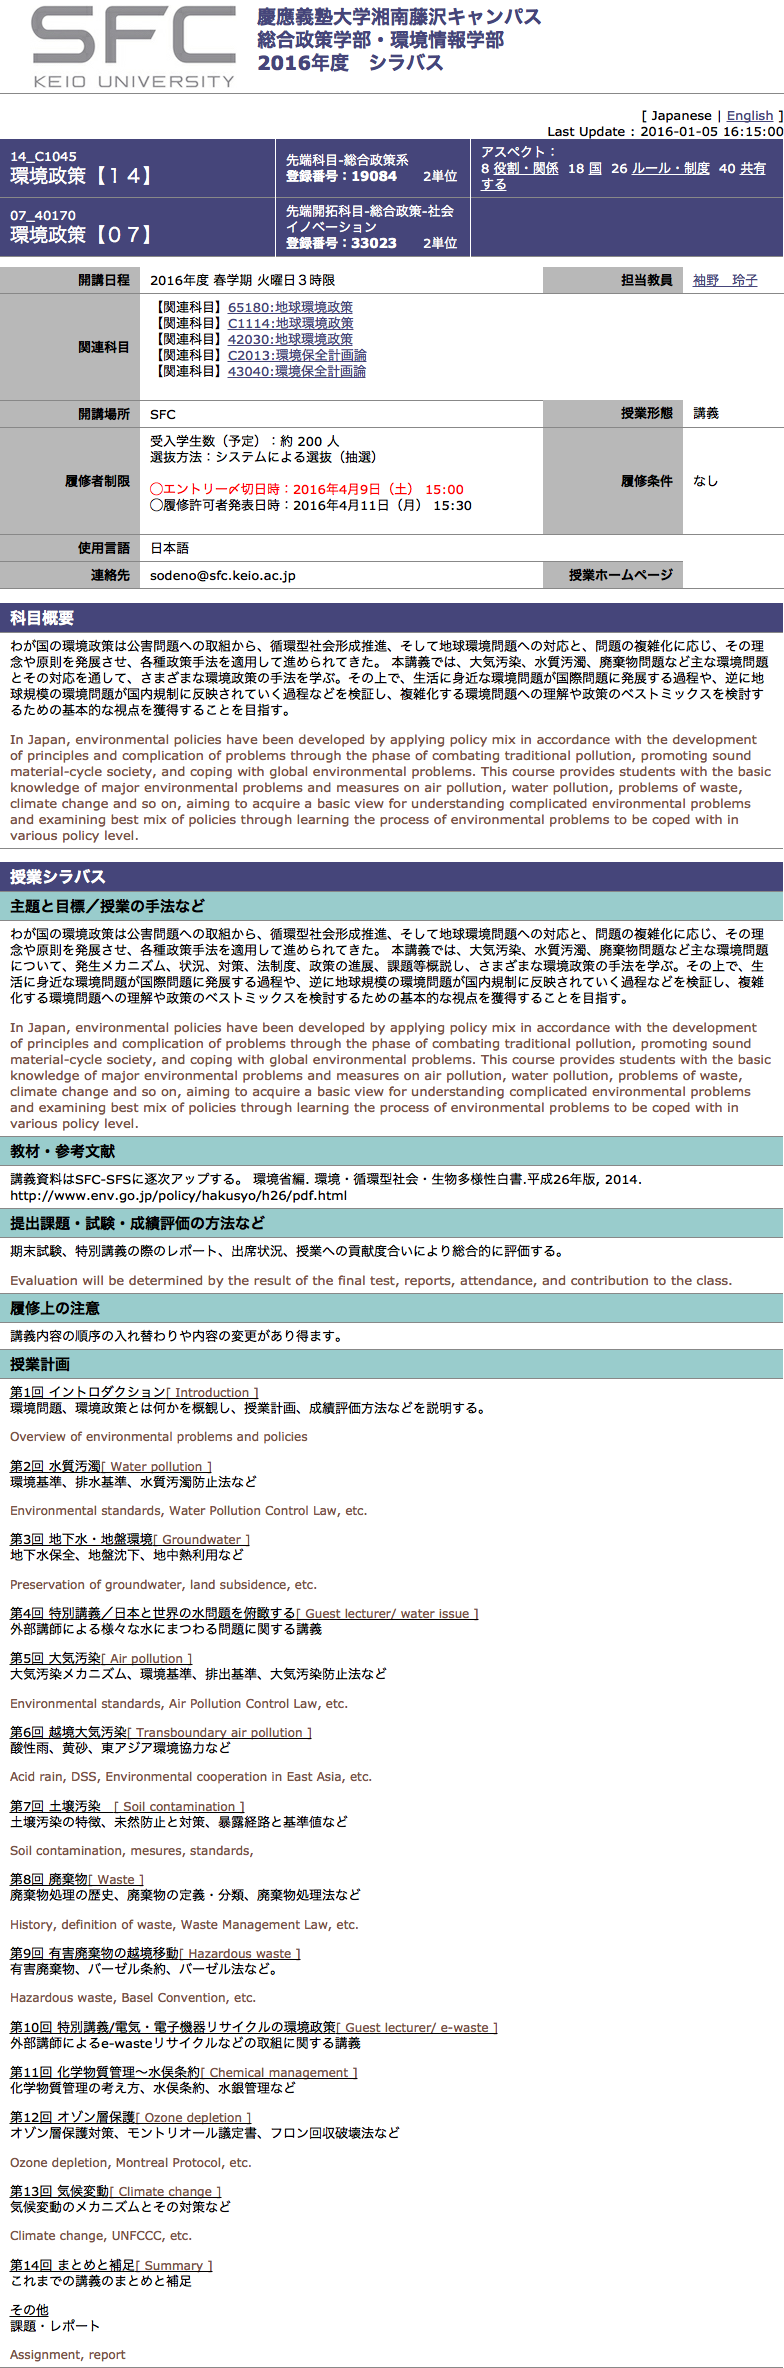 SFC
KEIO UNIVERSITY
慶應義塾大学湘南藤沢キャンパス
総合政策学部・環境情報学部
2016年度　シラバス
[ Japanese | English ]
Last Update : 2016-01-05 16:15:00
14_C1045
環境政策【１４】
先端科目-総合政策系
登録番号：19084　　2単位
アスペクト：
8 役割・関係　18 国　26 ルール・制度　40 共有
する
07_40170
環境政策【０７】
先端開拓科目-総合政策-社会
イノベーション
登録番号：33023　　2単位
開講日程
2016年度 春学期 火曜日３時限
担当教員
袖野　玲子
関連科目
【関連科目】65180:地球環境政策
【関連科目】C1114:地球環境政策
【関連科目】42030:地球環境政策
【関連科目】C2013:環境保全計画論
【関連科目】43040:環境保全計画論
開講場所
SFC
授業形態
講義
履修者制限
受入学生数（予定）：約 200 人
選抜方法：システムによる選抜（抽選）
◯エントリー〆切日時：2016年4月9日（土） 15:00
◯履修許可者発表日時：2016年4月11日（月） 15:30
履修条件
なし
使用言語
日本語
連絡先
sodeno@sfc.keio.ac.jp
授業ホームページ
科目概要
わが国の環境政策は公害問題への取組から、循環型社会形成推進、そして地球環境問題への対応と、問題の複雑化に応じ、その理
念や原則を発展させ、各種政策手法を適用して進められてきた。 本講義では、大気汚染、水質汚濁、廃棄物問題など主な環境問題
とその対応を通して、さまざまな環境政策の手法を学ぶ。その上で、生活に身近な環境問題が国際問題に発展する過程や、逆に地
球規模の環境問題が国内規制に反映されていく過程などを検証し、複雑化する環境問題への理解や政策のベストミックスを検討す
るための基本的な視点を獲得することを目指す。
In Japan, environmental policies have been developed by applying policy mix in accordance with the development
of principles and complication of problems through the phase of combating traditional pollution, promoting sound
material-cycle society, and coping with global environmental problems. This course provides students with the basic
knowledge of major environmental problems and measures on air pollution, water pollution, problems of waste,
climate change and so on, aiming to acquire a basic view for understanding complicated environmental problems
and examining best mix of policies through learning the process of environmental problems to be coped with in
various policy level.
授業シラバス
主題と目標／授業の手法など
わが国の環境政策は公害問題への取組から、循環型社会形成推進、そして地球環境問題への対応と、問題の複雑化に応じ、その理
念や原則を発展させ、各種政策手法を適用して進められてきた。 本講義では、大気汚染、水質汚濁、廃棄物問題など主な環境問題
について、発生メカニズム、状況、対策、法制度、政策の進展、課題等概説し、さまざまな環境政策の手法を学ぶ。その上で、生
活に身近な環境問題が国際問題に発展する過程や、逆に地球規模の環境問題が国内規制に反映されていく過程などを検証し、複雑
化する環境問題への理解や政策のベストミックスを検討するための基本的な視点を獲得することを目指す。
In Japan, environmental policies have been developed by applying policy mix in accordance with the development
of principles and complication of problems through the phase of combating traditional pollution, promoting sound
material-cycle society, and coping with global environmental problems. This course provides students with the basic
knowledge of major environmental problems and measures on air pollution, water pollution, problems of waste,
climate change and so on, aiming to acquire a basic view for understanding complicated environmental problems
and examining best mix of policies through learning the process of environmental problems to be coped with in
various policy level.
教材・参考文献
講義資料はSFC-SFSに逐次アップする。 環境省編. 環境・循環型社会・生物多様性白書.平成26年版, 2014.
http://www.env.go.jp/policy/hakusyo/h26/pdf.html
提出課題・試験・成績評価の方法など
期末試験、特別講義の際のレポート、出席状況、授業への貢献度合いにより総合的に評価する。
Evaluation will be determined by the result of the final test, reports, attendance, and contribution to the class.
履修上の注意
講義内容の順序の入れ替わりや内容の変更があり得ます。
授業計画
第1回 イントロダクション[ Introduction ]
環境問題、環境政策とは何かを概観し、授業計画、成績評価方法などを説明する。
Overview of environmental problems and policies
第2回 水質汚濁[ Water pollution ]
環境基準、排水基準、水質汚濁防止法など
Environmental standards, Water Pollution Control Law, etc.
第3回 地下水・地盤環境[ Groundwater ]
地下水保全、地盤沈下、地中熱利用など
Preservation of groundwater, land subsidence, etc.
第4回 特別講義／日本と世界の水問題を俯瞰する[ Guest lecturer/ water issue ]
外部講師による様々な水にまつわる問題に関する講義
第5回 大気汚染[ Air pollution ]
大気汚染メカニズム、環境基準、排出基準、大気汚染防止法など
Environmental standards, Air Pollution Control Law, etc.
第6回 越境大気汚染[ Transboundary air pollution ]
酸性雨、黄砂、東アジア環境協力など
Acid rain, DSS, Environmental cooperation in East Asia, etc.
第7回 土壌汚染　[ Soil contamination ]
土壌汚染の特徴、未然防止と対策、暴露経路と基準値など
Soil contamination, mesures, standards,
第8回 廃棄物[ Waste ]
廃棄物処理の歴史、廃棄物の定義・分類、廃棄物処理法など
History, definition of waste, Waste Management Law, etc.
第9回 有害廃棄物の越境移動[ Hazardous waste ]
有害廃棄物、バーゼル条約、バーゼル法など。
Hazardous waste, Basel Convention, etc.
第10回 特別講義/電気・電子機器リサイクルの環境政策[ Guest lecturer/ e-waste ]
外部講師によるe-wasteリサイクルなどの取組に関する講義
第11回 化学物質管理～水俣条約[ Chemical management ]
化学物質管理の考え方、水俣条約、水銀管理など
第12回 オゾン層保護[ Ozone depletion ]
オゾン層保護対策、モントリオール議定書、フロン回収破壊法など
Ozone depletion, Montreal Protocol, etc.
第13回 気候変動[ Climate change ]
気候変動のメカニズムとその対策など
Climate change, UNFCCC, etc.
第14回 まとめと補足[ Summary ]
これまでの講義のまとめと補足
その他
課題・レポート
Assignment, report